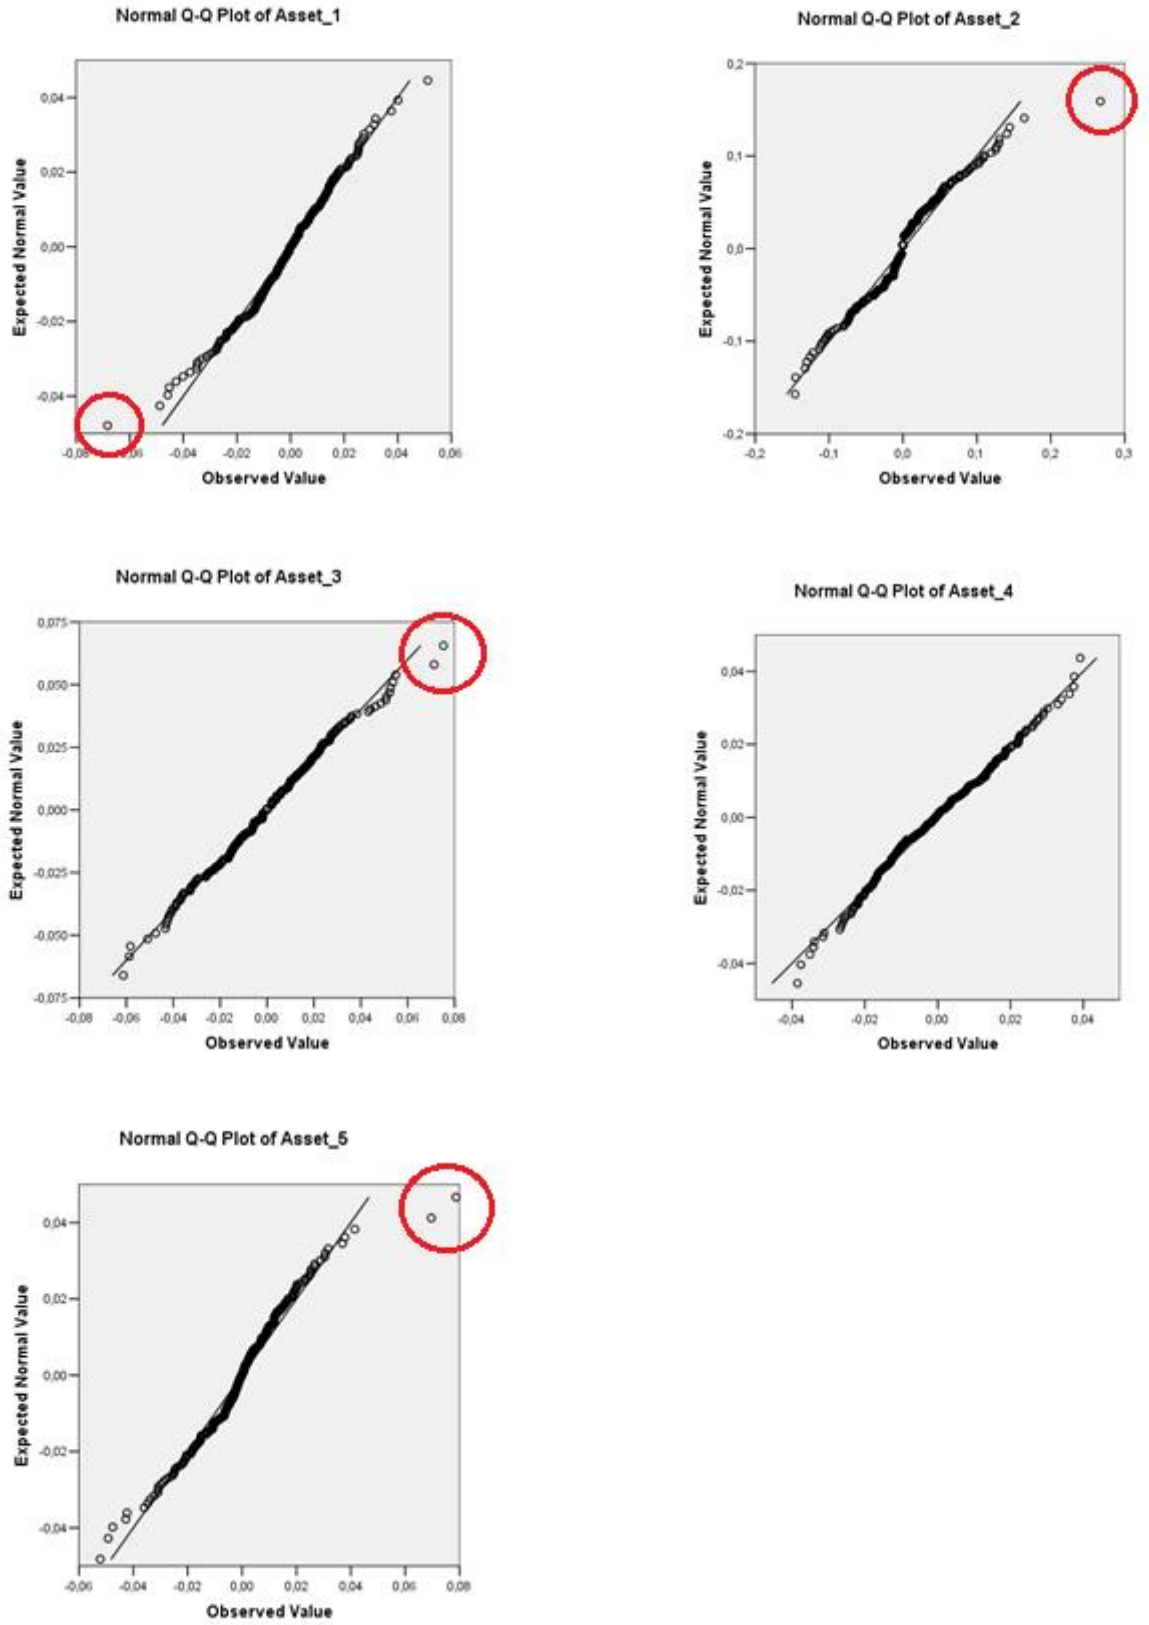 Normal Q-Q Plot of Asset_1
Expected Normal Value
0,04
0,02
0,00
-0,02
-0,04
-0,04 -0,02 0,00 0,02 0,04 0,06
Observed Value
Normal Q-Q Plot of Asset_2
Expected Normal Value
0,2
0,1
0,0
-0,1
-0,2
-0,2 -0,1 0,0 0,1 0,2 0,3
Observed Value
Normal Q-Q Plot of Asset_3
Expected Normal Value
0,075
0,050
0,025
0,000
-0,025
-0,050
-0,075
-0,08 -0,06 -0,04 -0,02 0,00 0,02 0,04 0,06 0,08
Observed Value
Normal Q-Q Plot of Asset_4
Expected Normal Value
0,04
0,02
0,00
-0,02
-0,04
-0,04 -0,02 0,00 0,02 0,04
Observed Value
Normal Q-Q Plot of Asset_5
Expected Normal Value
0,04
0,02
0,00
-0,02
-0,04
-0,06 -0,04 -0,02 0,00 0,02 0,04 0,06 0,08
Observed Value